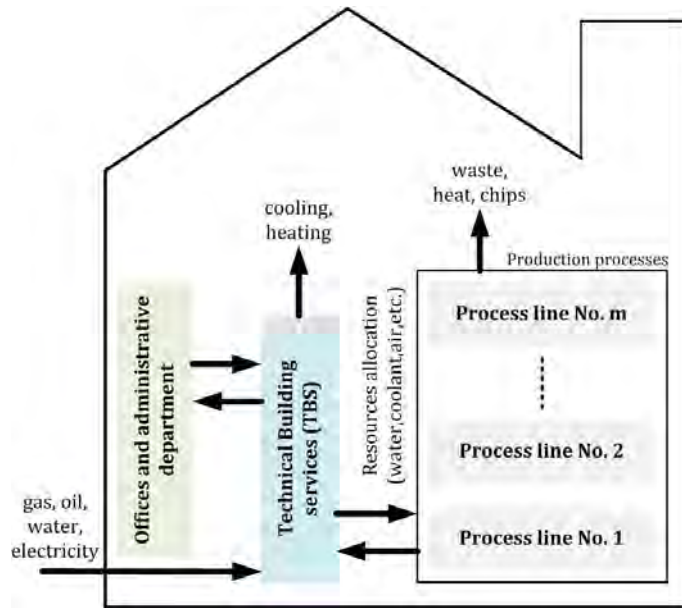 waste,
heat, chips
cooling,
heating
Production processes
Process line No. m
Process line No. 2
Process line No. 1
Resources allocation
(water,coolant,air,etc.)
Technical Building
services (TBS)
Offices and administrative
department
gas, oil,
water,
electricity